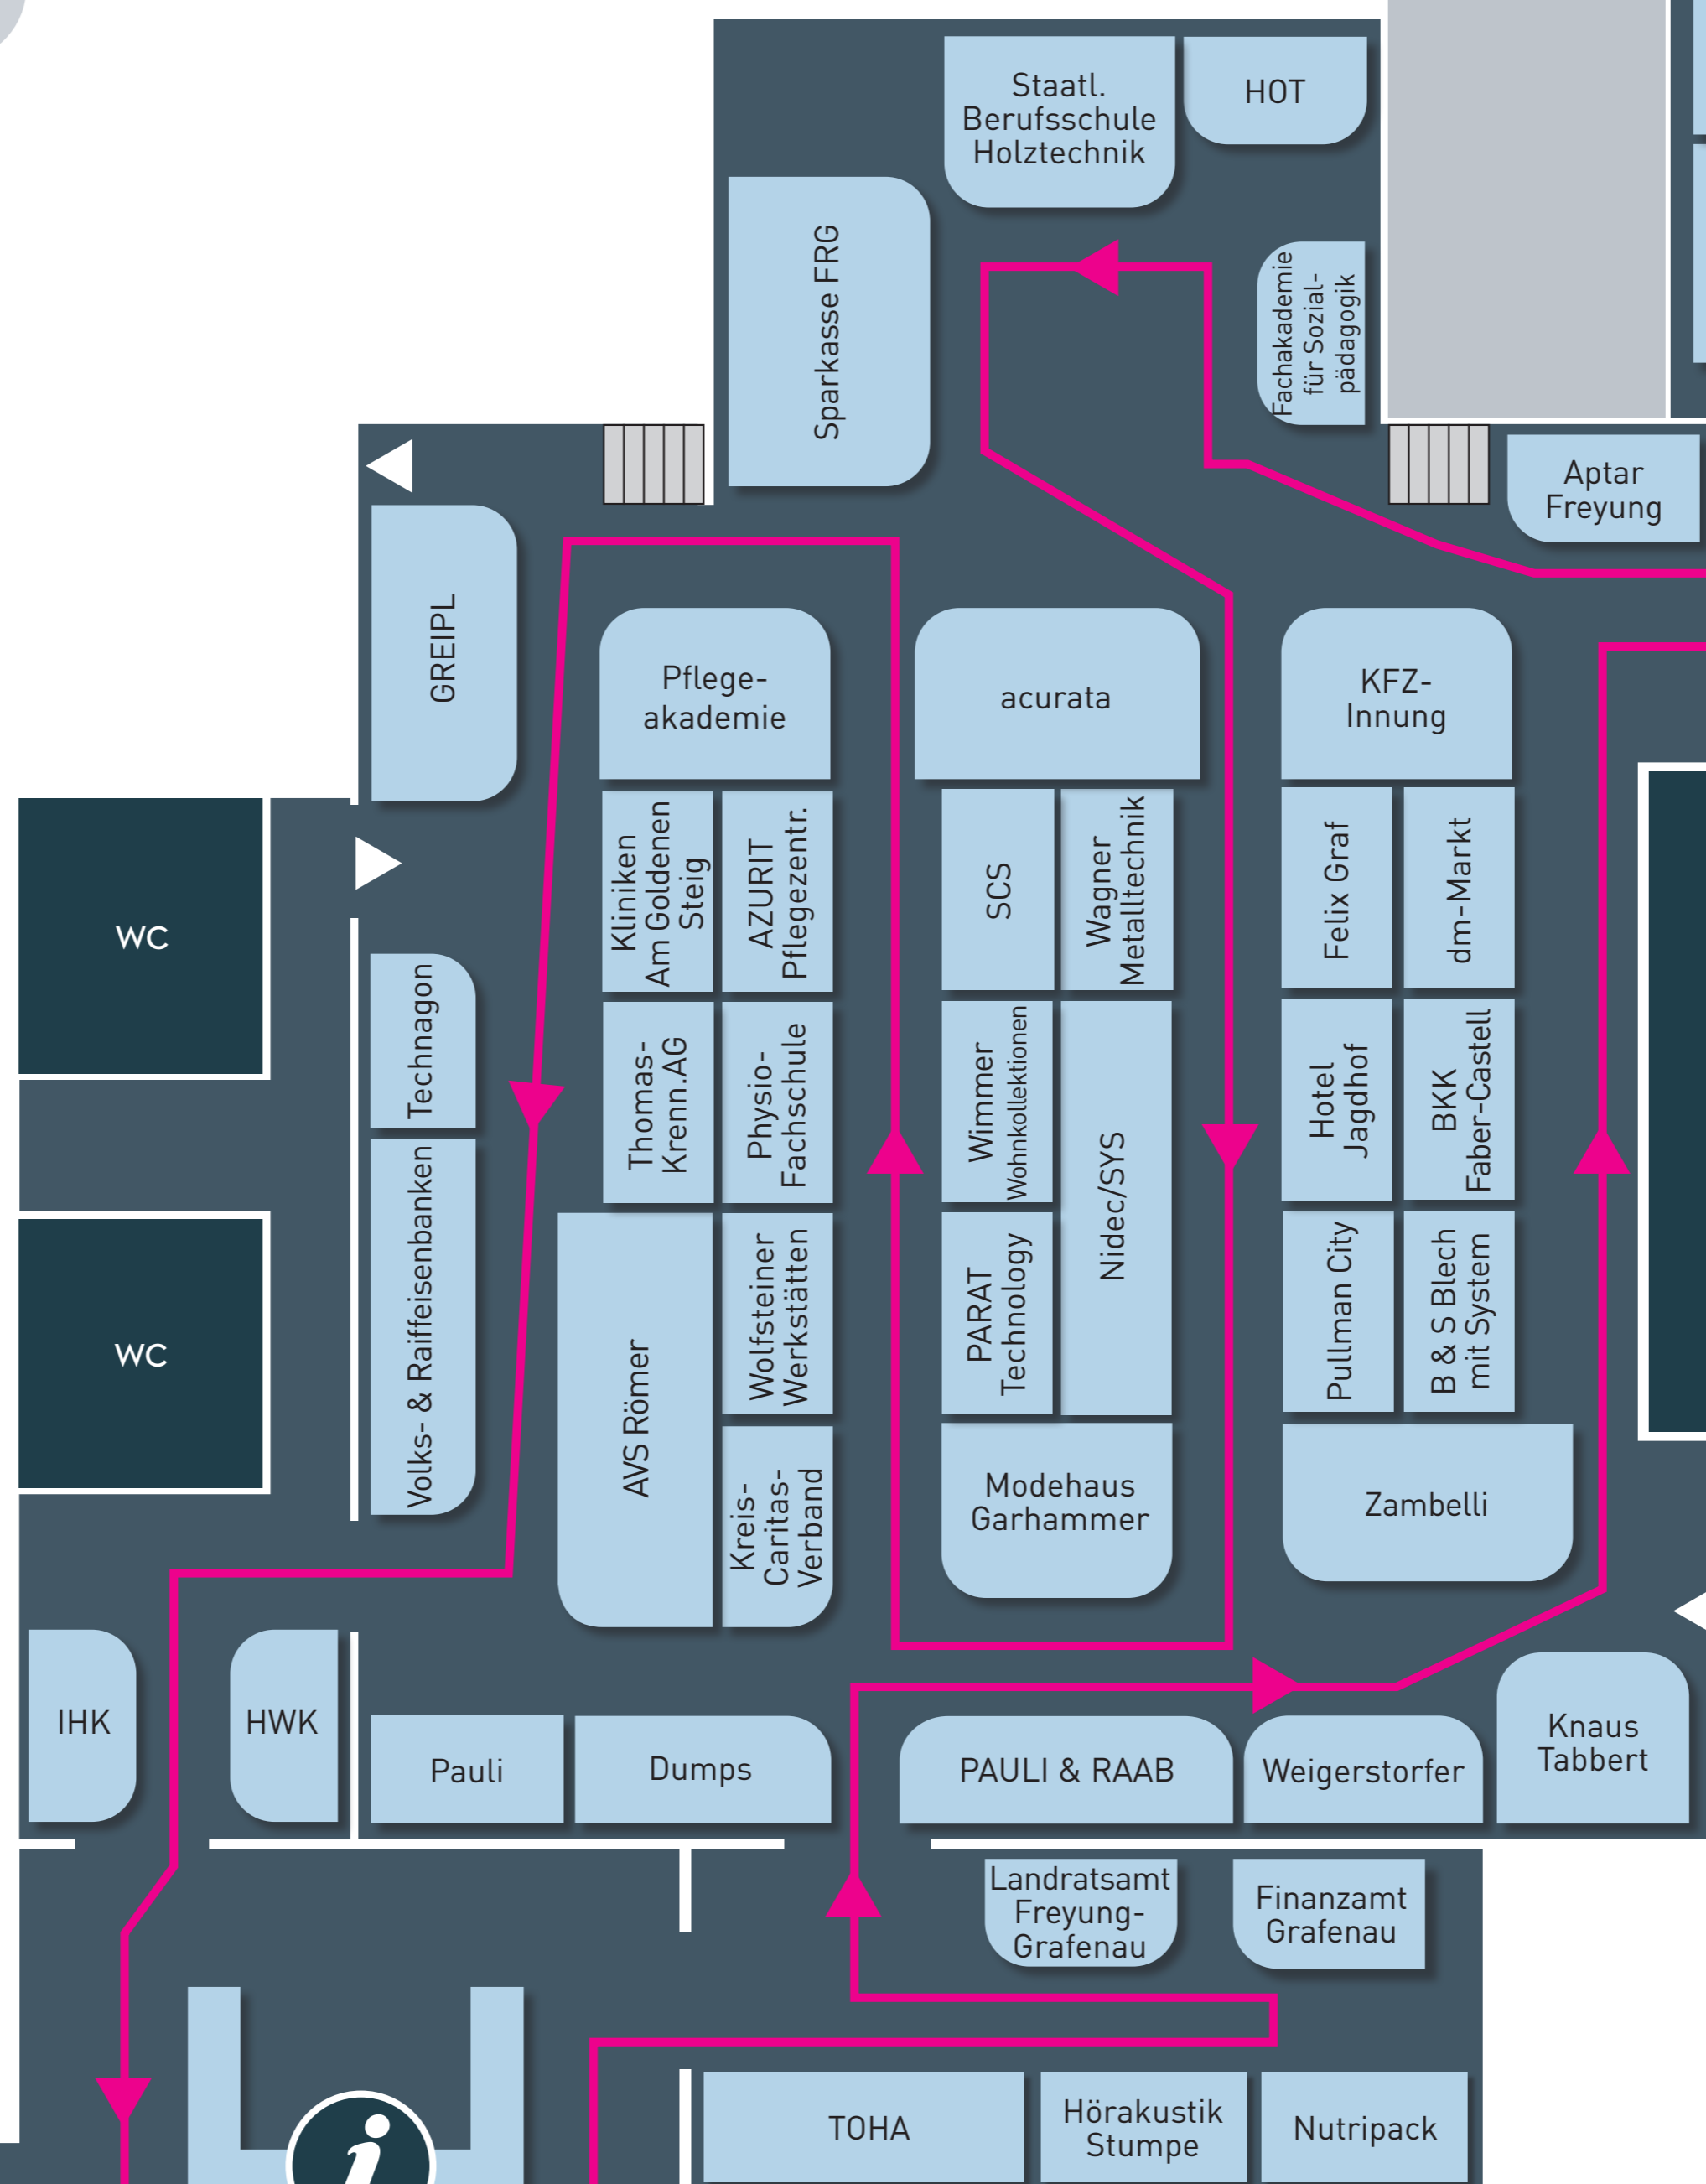 Staatl.
Berufsschule
Holztechnik
HOT
Sparkasse FRG
Fachakademie
für Sozial-
pädagogik
Aptar
Freyung
GREIPL
Pflege-
akademie
acurata
KFZ-
Innung
WC
Kliniken
Am Goldenen
Steig
AZURIT
Pflegezentr.
SCS
Wagner
Metalltechnik
Felix Graf
dm-Markt
Technagon
Thomas-
Krenn.AG
Physio-
Fachschule
Wimmer
Wohnkollektionen
Nidec/SYS
Hotel
Jagdhof
BKK
Faber-Castell
WC
Volks- & Raiffeisenbanken
AVS Römer
Wolfsteiner
Werkstätten
PARAT
Technology
Pullman City
B & S Blech
mit System
Kreis-
Caritas-
Verband
Modehaus
Garhammer
Zambelli
IHK
HWK
Pauli
Dumps
PAULI & RAAB
Weigerstorfer
Knaus
Tabbert
Landratsamt
Freyung-
Grafenau
Finanzamt
Grafenau
i
TOHA
Hörakustik
Stumpe
Nutripack